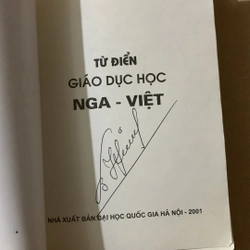 TỪ ĐIỂN
GIÁO DỤC HỌC
NGA - VIỆT
NHÀ XUẤT BẢN ĐẠI HỌC QUỐC GIA HÀ NỘI - 2001